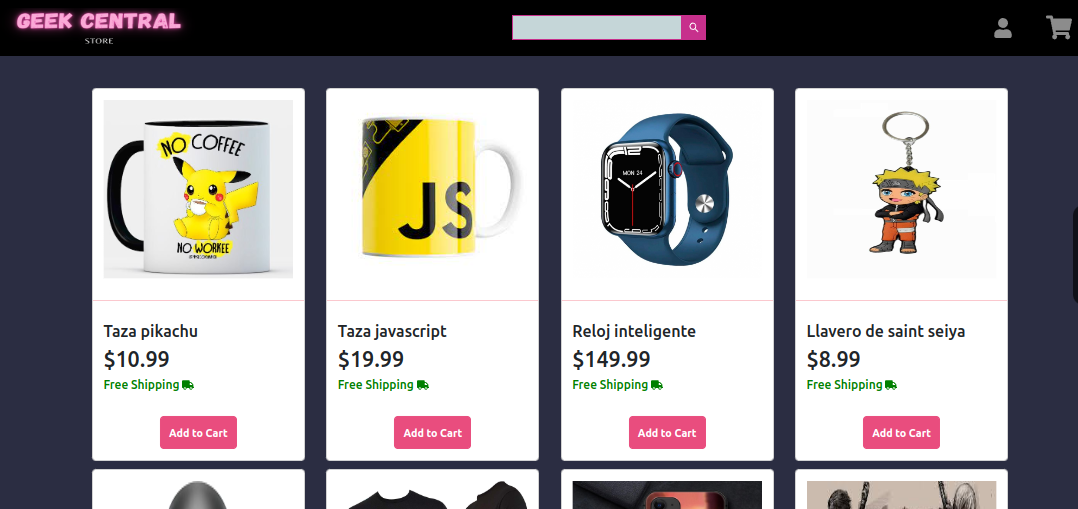 GEEK CENTRAL
STORE
NO COFFEE
NO WORKEE
JS
MON 24
Taza pikachu
$10.99
Free Shipping
Add to Cart
Taza javascript
$19.99
Free Shipping
Add to Cart
Reloj inteligente
$149.99
Free Shipping
Add to Cart
Llavero de saint seiya
$8.99
Free Shipping
Add to Cart